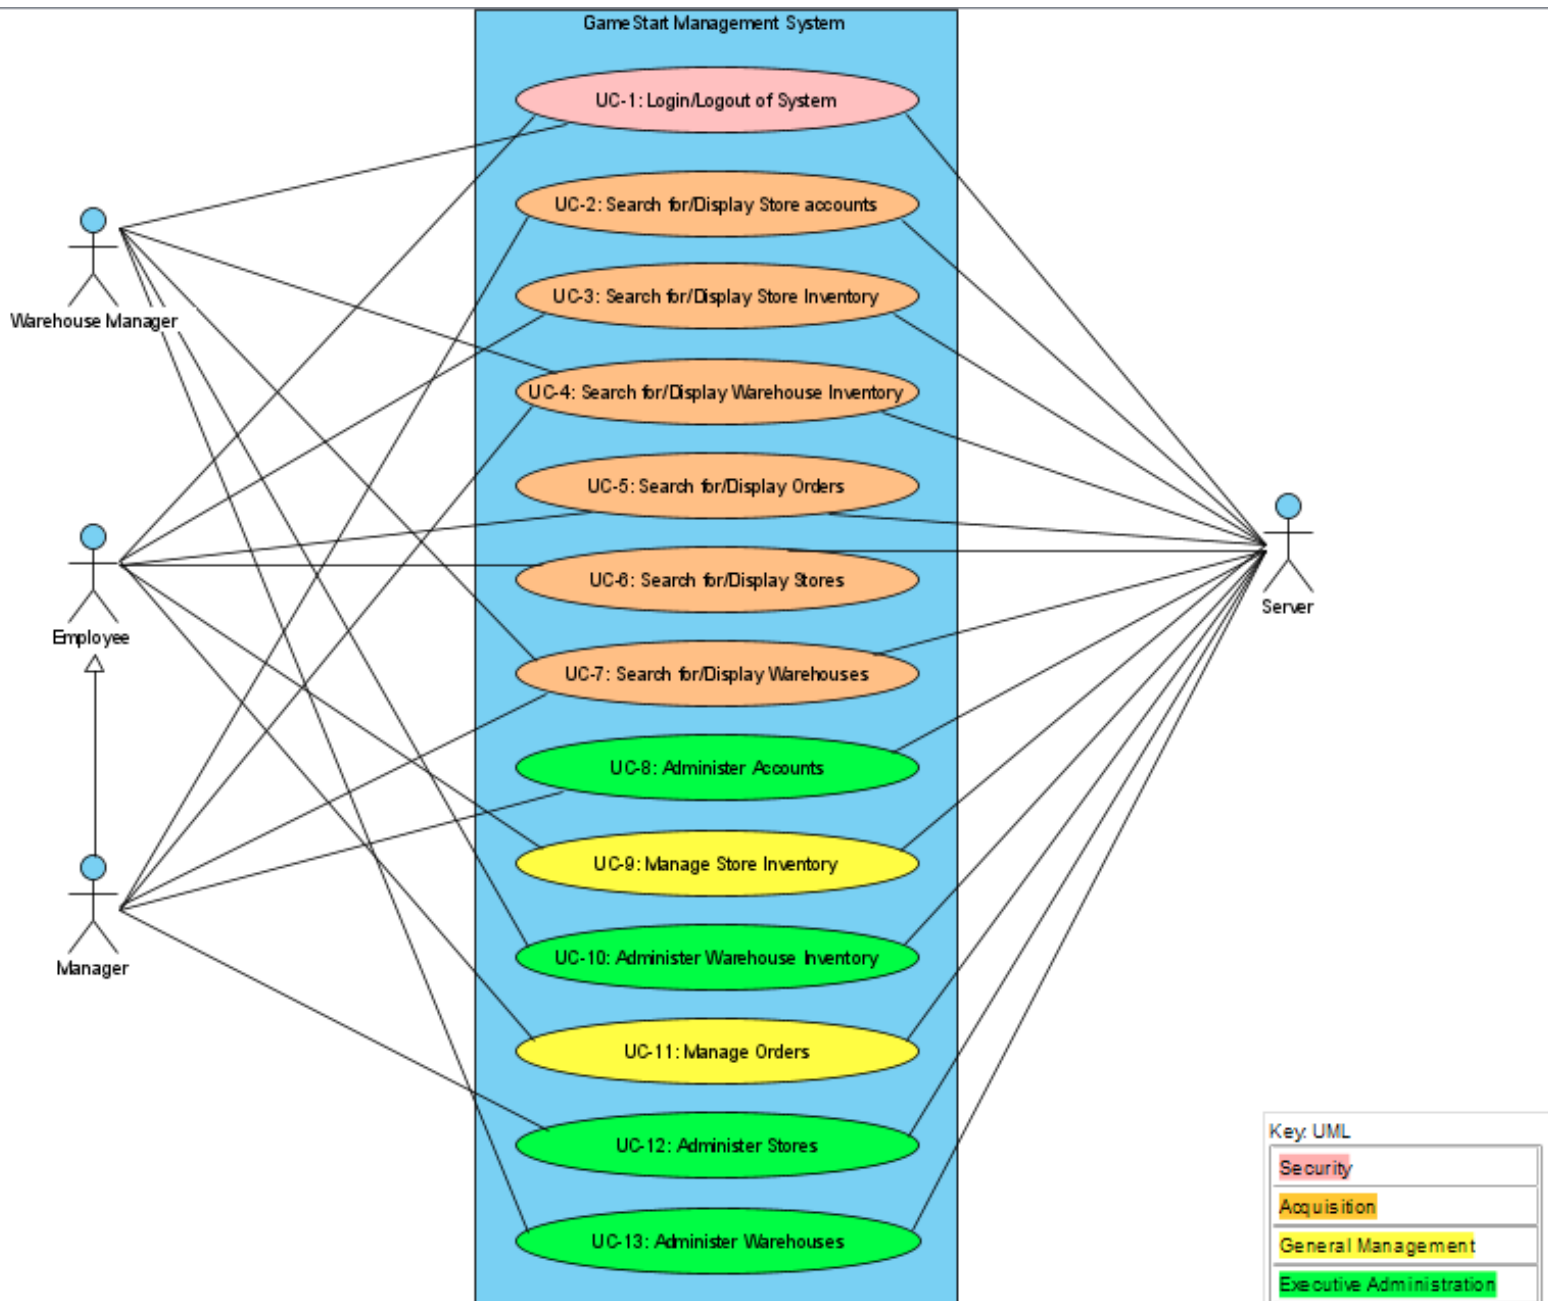 GameStart Management System
UC-1: Login/Logout of System
UC-2: Search for/Display Store accounts
UC-3: Search for/Display Store Inventory
UC-4: Search for/Display Warehouse Inventory
UC-5: Search for/Display Orders
UC-6: Search for/Display Stores
UC-7: Search for/Display Warehouses
UC-8: Administer Accounts
UC-9: Manage Store Inventory
UC-10: Administer Warehouse Inventory
UC-11: Manage Orders
UC-12: Administer Stores
UC-13: Administer Warehouses
Warehouse Manager
Employee
Manager
Server
Key: UML
Security
Acquisition
General Management
Executive Administration